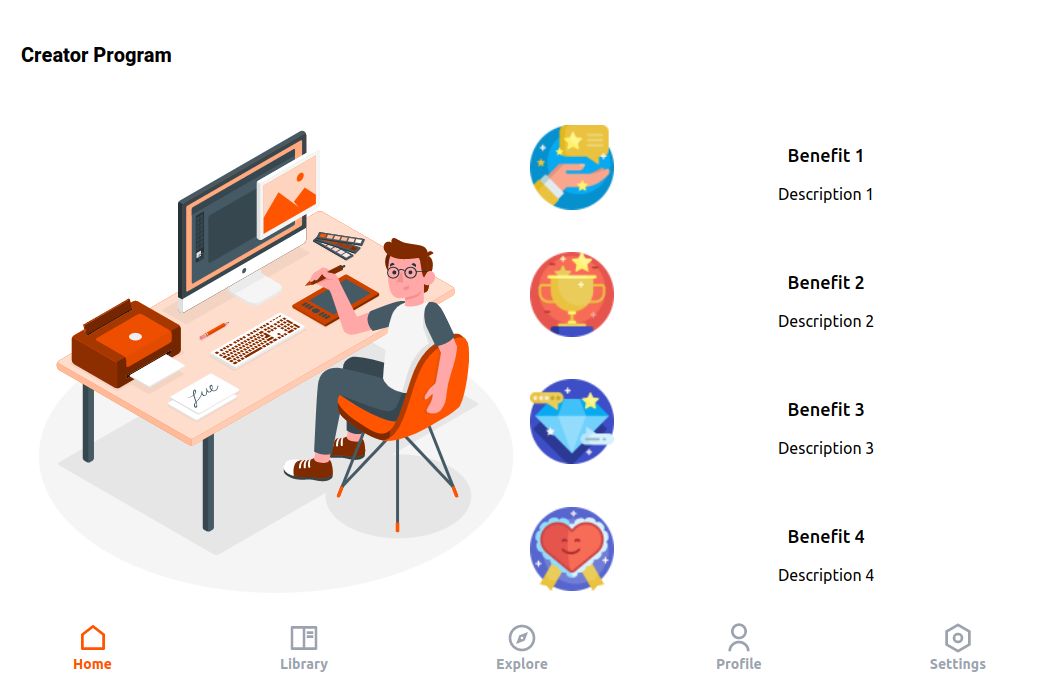 Creator Program
Benefit 1
Description 1
Benefit 2
Description 2
Benefit 3
Description 3
Benefit 4
Description 4
Home
Library
Explore
Profile
Settings